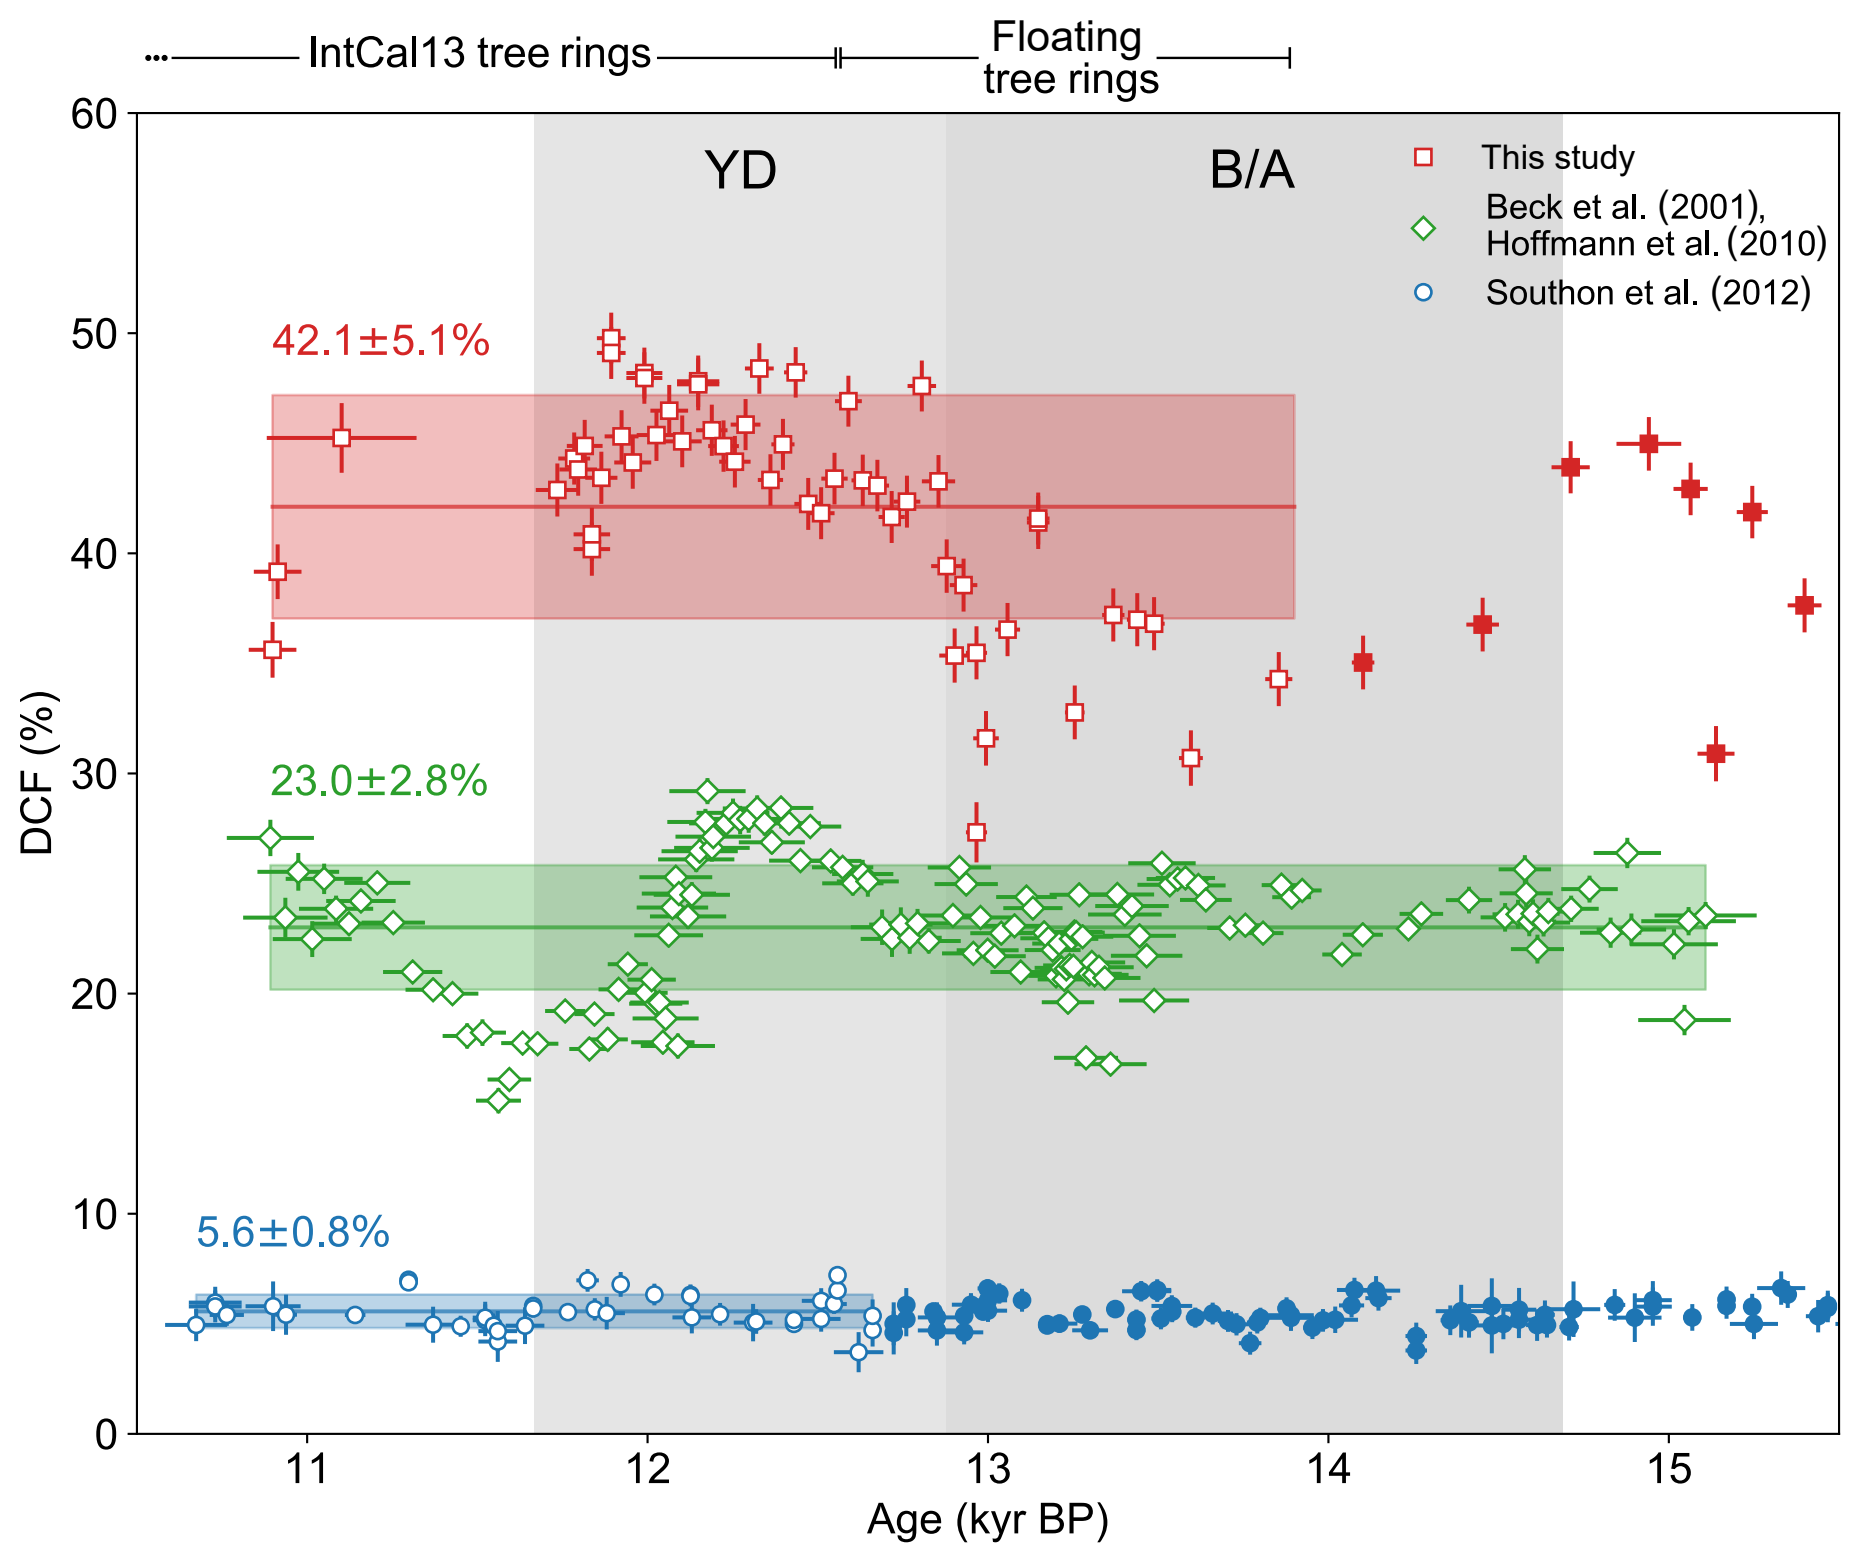 IntCal13 tree rings
Floating
tree rings
60
50
40
30
20
10
0
DCF (%)
YD
B/A
This study
Beck et al. (2001),
Hoffmann et al. (2010)
Southon et al. (2012)
42.1±5.1%
23.0±2.8%
5.6±0.8%
11
12
13
14
15
Age (kyr BP)